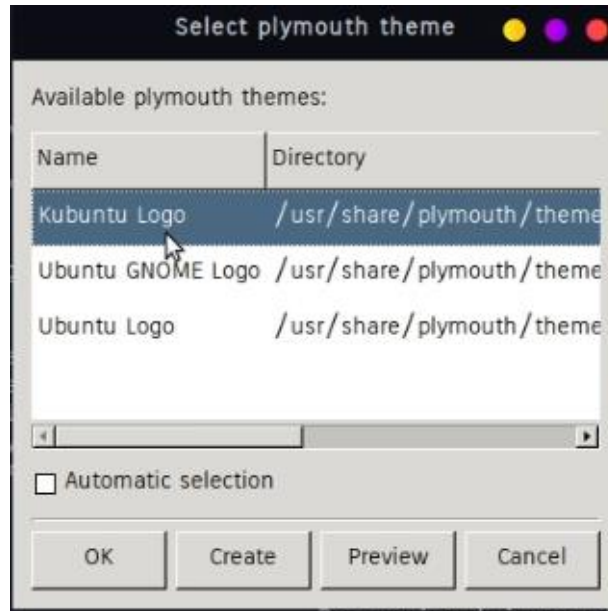 Select plymouth theme
Available plymouth themes:
Name Directory
Kubuntu Logo /usr/share/plymouth/theme
Ubuntu GNOME Logo /usr/share/plymouth/theme
Ubuntu Logo /usr/share/plymouth/theme
Automatic selection
OK Create Preview Cancel